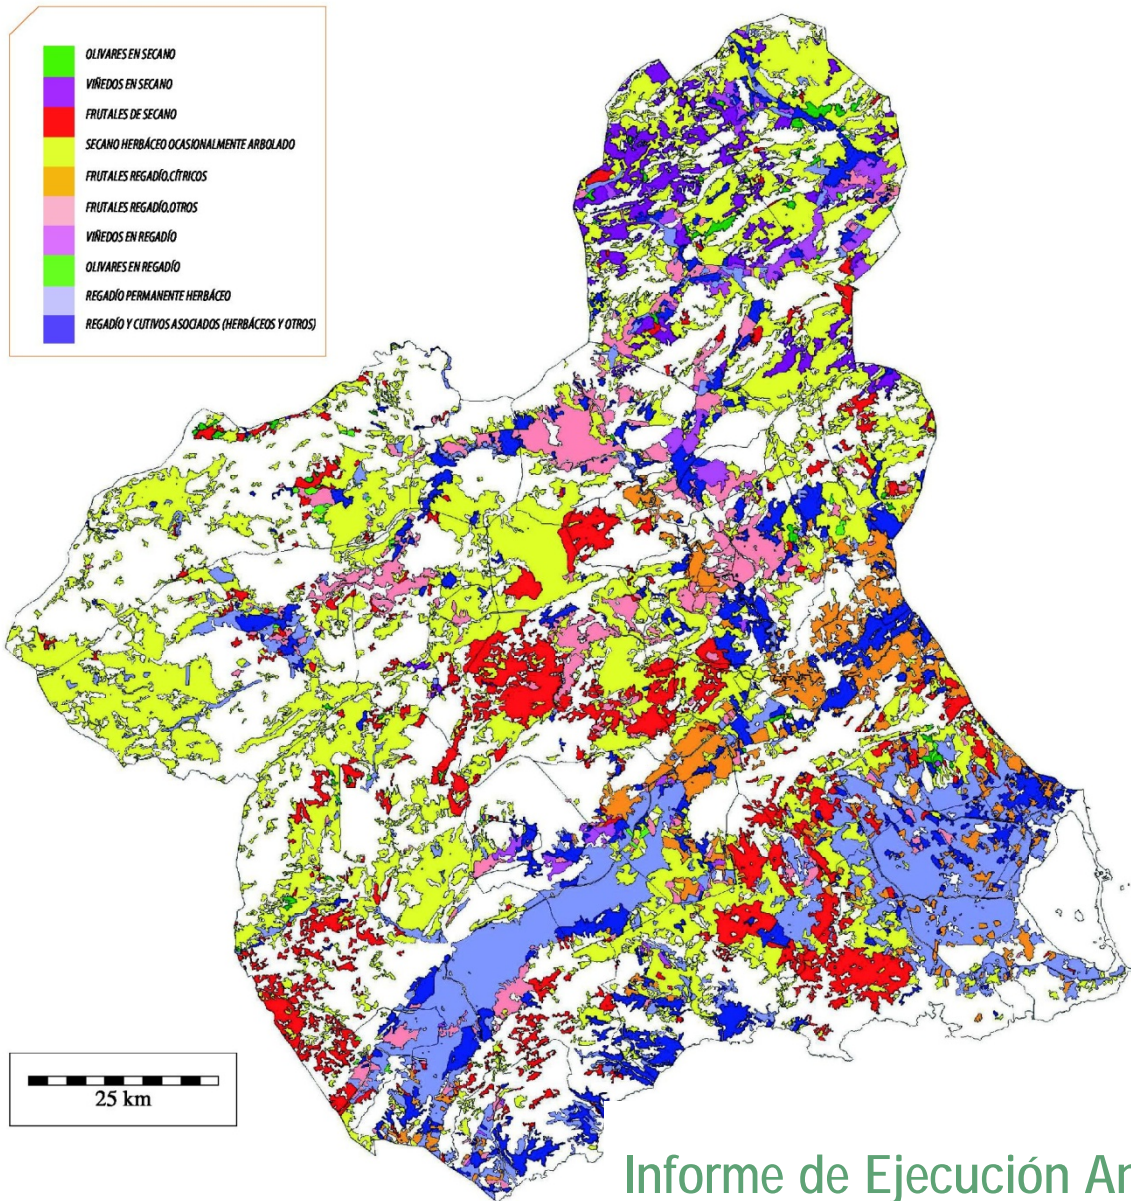 OLIVARES EN SECANO
VIÑEDOS EN SECANO
FRUTALES DE SECANO
SECANO HERBÁCEO OCASIONALMENTE ARBOLADO
FRUTALES REGADÍO,CÍTRICOS
FRUTALES REGADÍO,OTROS
VIÑEDOS EN REGADÍO
OLIVARES EN REGADÍO
REGADÍO PERMANENTE HERBÁCEO
REGADÍO Y CUTIVOS ASOCIADOS (HERBÁCEOS Y OTROS)
25 km
Informe de Ejecución An